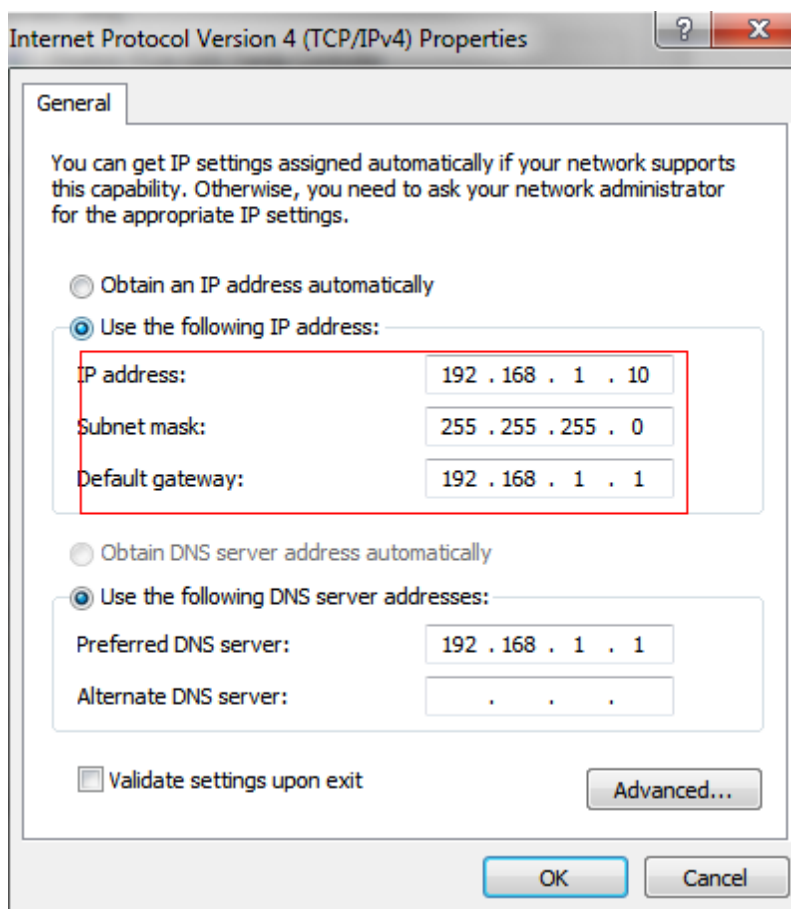 Internet Protocol Version 4 (TCP/IPv4) Properties
?
X
General
You can get IP settings assigned automatically if your network supports
this capability. Otherwise, you need to ask your network administrator
for the appropriate IP settings.
Obtain an IP address automatically
Use the following IP address:
IP address: 192 . 168 . 1 . 10
Subnet mask: 255 . 255 . 255 . 0
Default gateway: 192 . 168 . 1 . 1
Obtain DNS server address automatically
Use the following DNS server addresses:
Preferred DNS server: 192 . 168 . 1 . 1
Alternate DNS server: . . .
Validate settings upon exit
Advanced...
OK Cancel